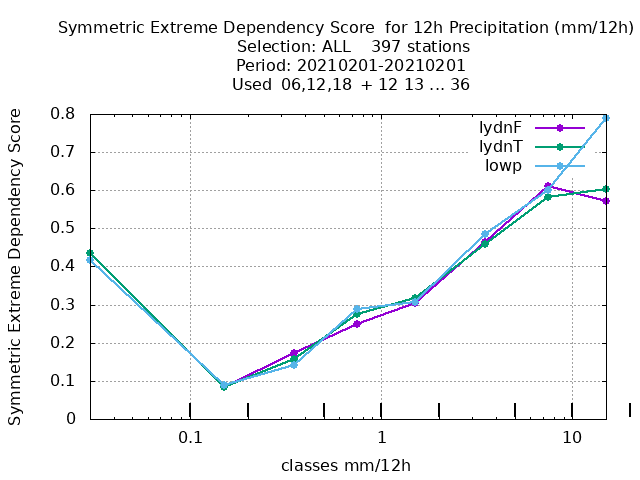 Symmetric Extreme Dependency Score  for 12h Precipitation (mm/12h)
Selection: ALL    397 stations
Period: 20210201-20210201
Used  06,12,18  + 12 13 ... 36
Symmetric Extreme Dependency Score
0.8
0.7
0.6
0.5
0.4
0.3
0.2
0.1
0
lydnF
lydnT
lowp
0.1
1
10
classes mm/12h